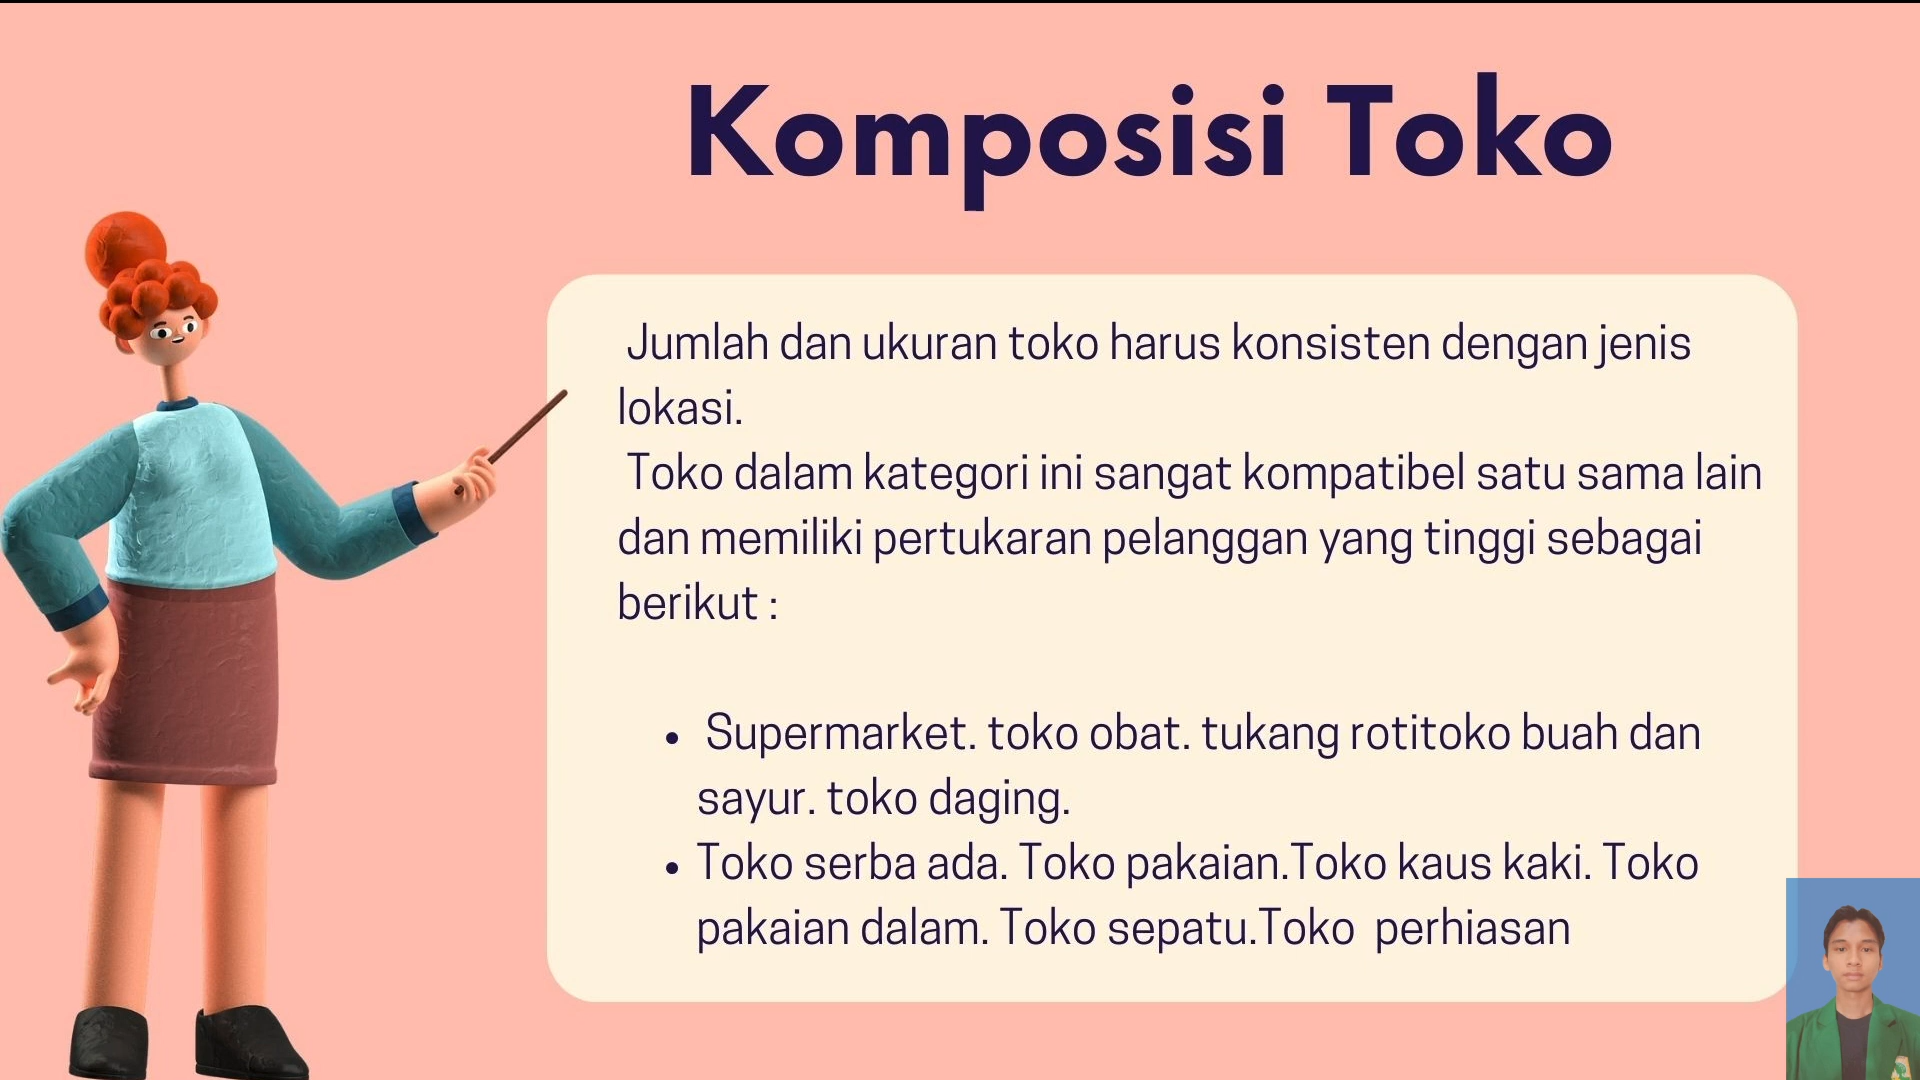 Komposisi Toko
Jumlah dan ukuran toko harus konsisten dengan jenis
lokasi.
Toko dalam kategori ini sangat kompatibel satu sama lain
dan memiliki pertukaran pelanggan yang tinggi sebagai
berikut :
• Supermarket. toko obat. tukang rotitoko buah dan
sayur. toko daging.
• Toko serba ada. Toko pakaian.Toko kaus kaki. Toko
pakaian dalam. Toko sepatu.Toko  perhiasan